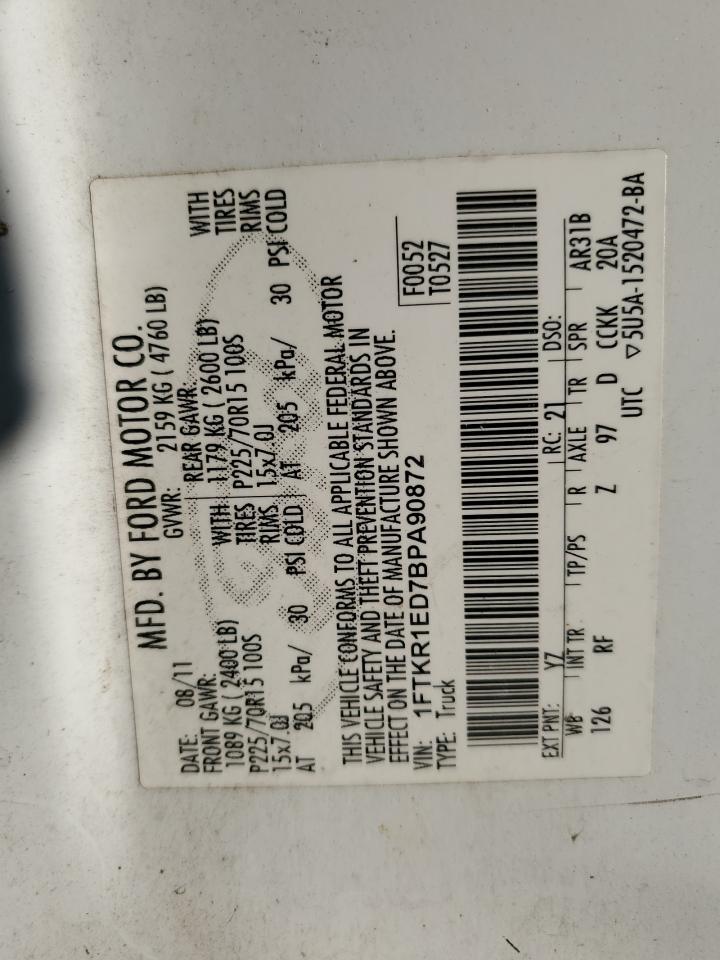 MFD. BY FORD MOTOR CO.
DATE: 08/11 GVWR: 2159 KG ( 4760 LB)
FRONT GAWR: REAR GAWR:
1089 KG ( 2400 LB) WITH 1179 KG ( 2600 LB) WITH
P225/70R15 100S TIRES P225/70R15 100S TIRES
15x7.0J RIMS 15x7.0J RIMS
AT 205 kPa/ 30 PSI COLD AT 205 kPa/ 30 PSI COLD
THIS VEHICLE CONFORMS TO ALL APPLICABLE FEDERAL MOTOR
VEHICLE SAFETY AND THEFT PREVENTION STANDARDS IN
EFFECT ON THE DATE OF MANUFACTURE SHOWN ABOVE.
VIN: 1FTKR1ED7BPA90872 F0052
TYPE: Truck T0527
EXT PNT: YZ RC: 21 DSO:
WB INT TR TP/PS R AXLE TR SPR AR31B
126 RF Z 97 D CCKK 20A
UTC ▽5U5A-1520472-BA